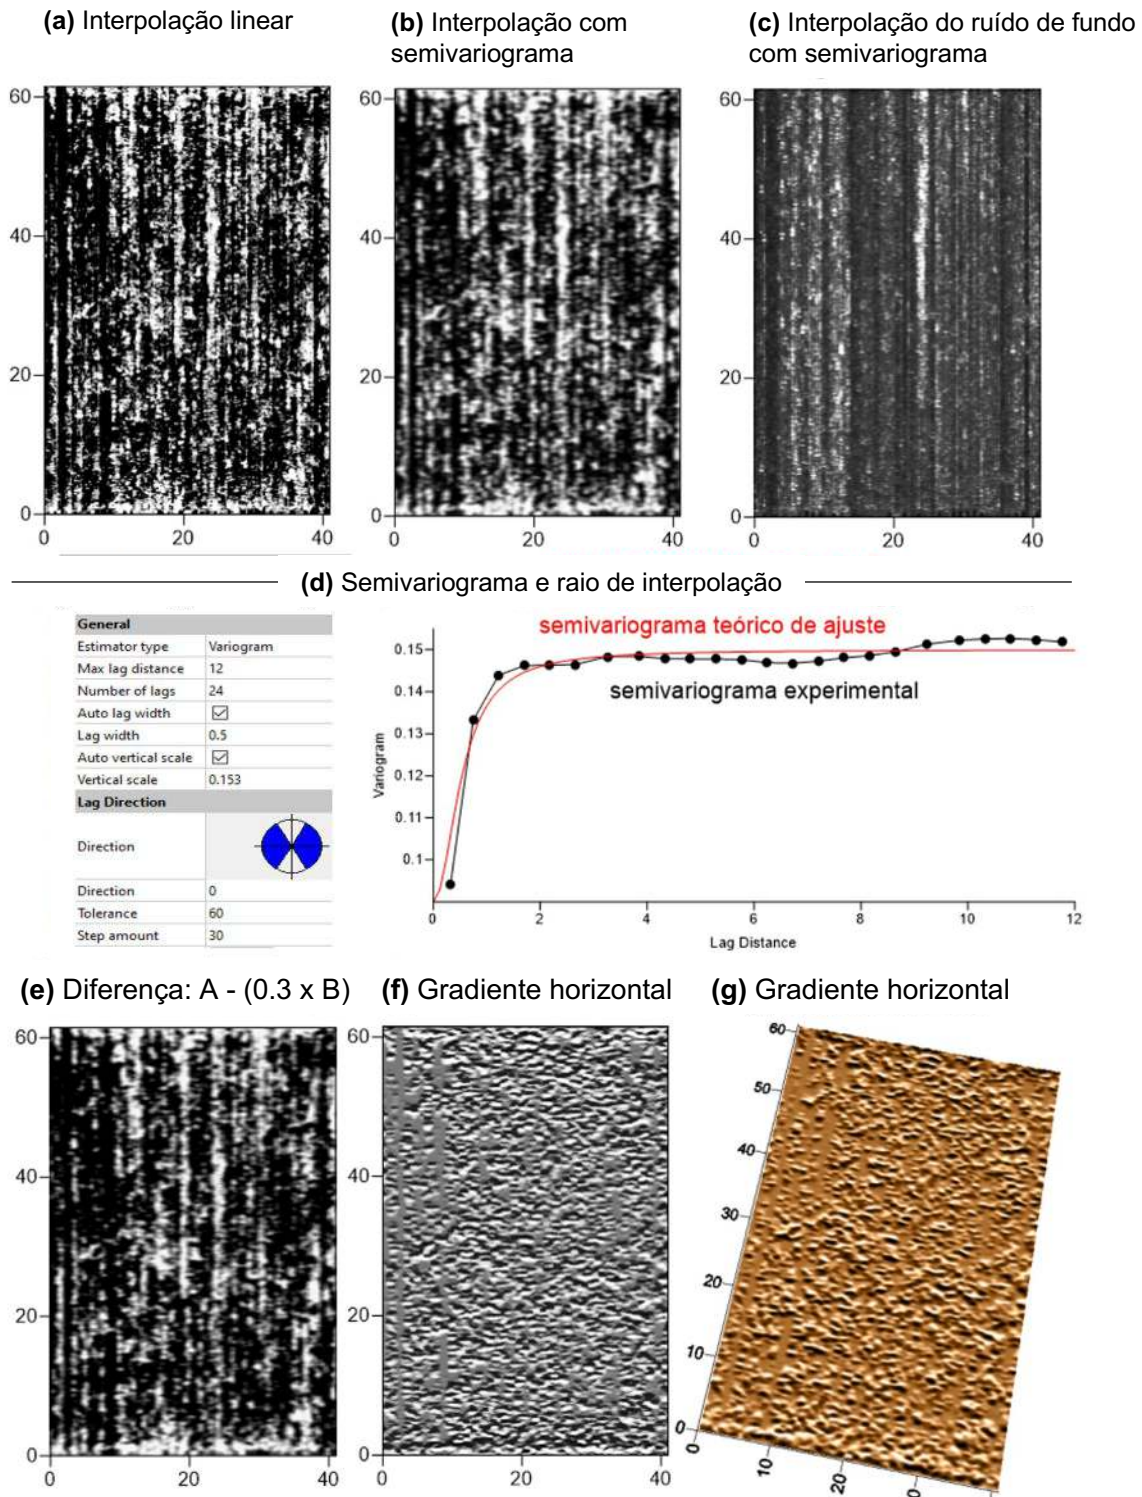 (a) Interpolação linear
(b) Interpolação com
semivariograma
(c) Interpolação do ruído de fundo
com semivariograma
60
40
20
0
0 20 40
60
40
20
0
0 20 40
60
40
20
0
0 20 40
(d) Semivariograma e raio de interpolação
General
Estimator type Variogram
Max lag distance 12
Number of lags 24
Auto lag width
Lag width 0.5
Auto vertical scale
Vertical scale 0.153
Lag Direction
Direction
Direction 0
Tolerance 60
Step amount 30
semivariograma teórico de ajuste
semivariograma experimental
Variogram
0.15
0.14
0.13
0.12
0.11
0.1
0 2 4 6 8 10 12
Lag Distance
(e) Diferença: A - (0.3 x B)
(f) Gradiente horizontal
(g) Gradiente horizontal
60
40
20
0
0 20 40
60
40
20
0
0 20 40
60
50
40
30
20
10
0
0 10 20